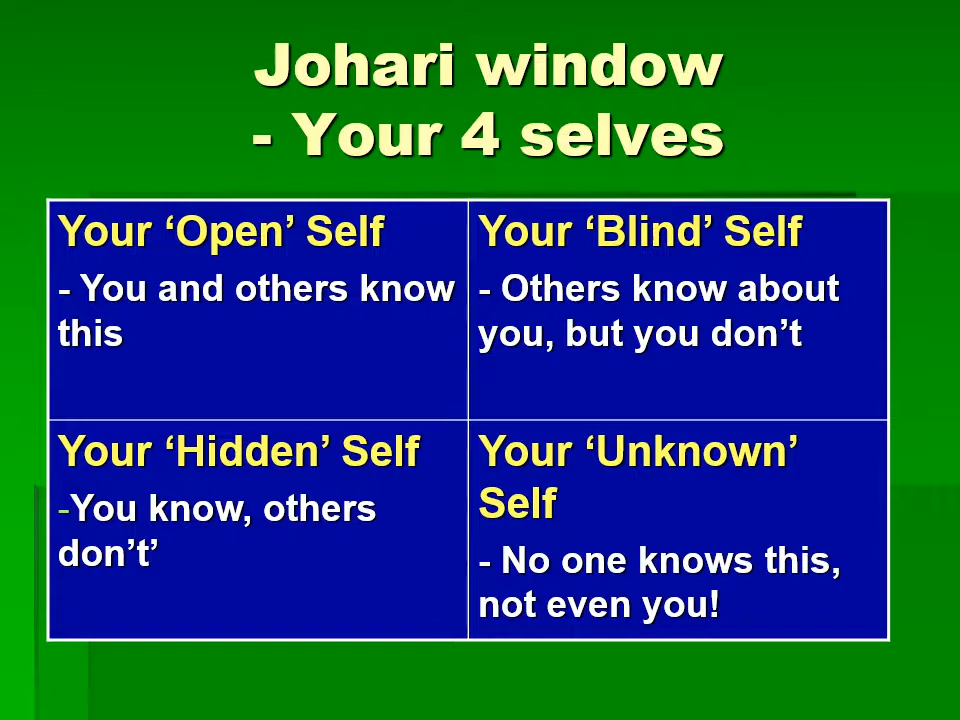 Johari window
- Your 4 selves
Your ‘Open’ Self
- You and others know
this
Your ‘Blind’ Self
- Others know about
you, but you don’t
Your ‘Hidden’ Self
-You know, others
don’t’
Your ‘Unknown’
Self
- No one knows this,
not even you!